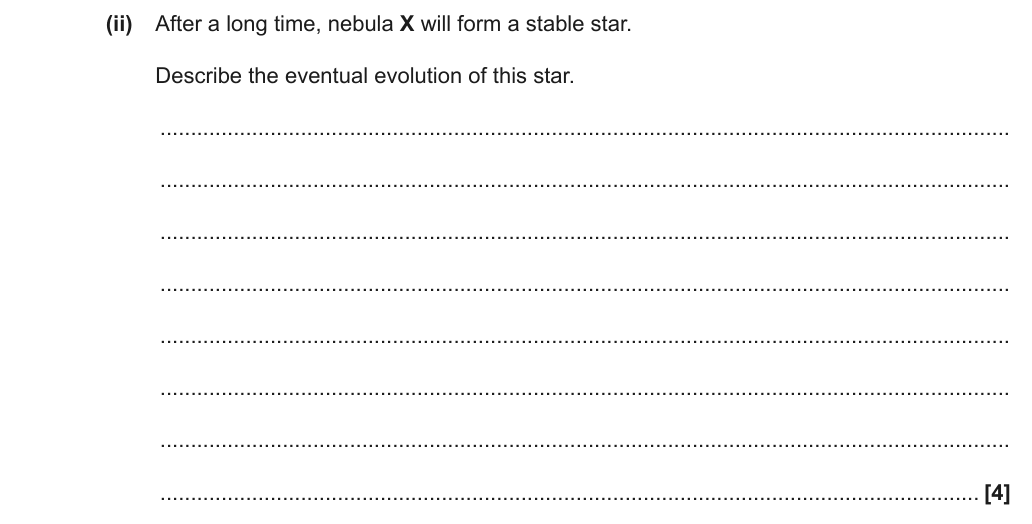 (ii) After a long time, nebula X will form a stable star.
Describe the eventual evolution of this star.
[4]